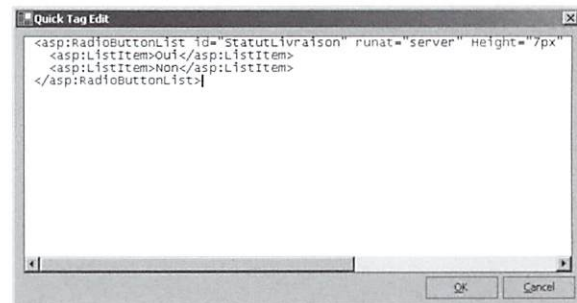 Quick Tag Edit
<asp:RadioButtonList id="StatutLivraison" runat="server" Height="7px"
<asp:ListItem>Oui</asp:ListItem>
<asp:ListItem>Non</asp:ListItem>
</asp:RadioButtonList>
OK Cancel